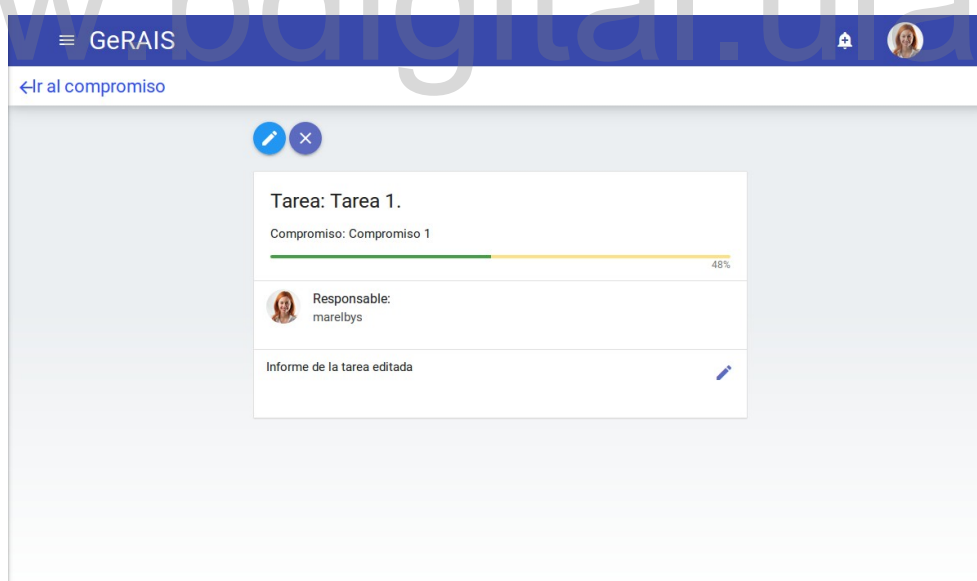 w.bdigital.ula
GeRAIS
Ir al compromiso
Tarea: Tarea 1.
Compromiso: Compromiso 1
48%
Responsable:
marelbys
Informe de la tarea editada